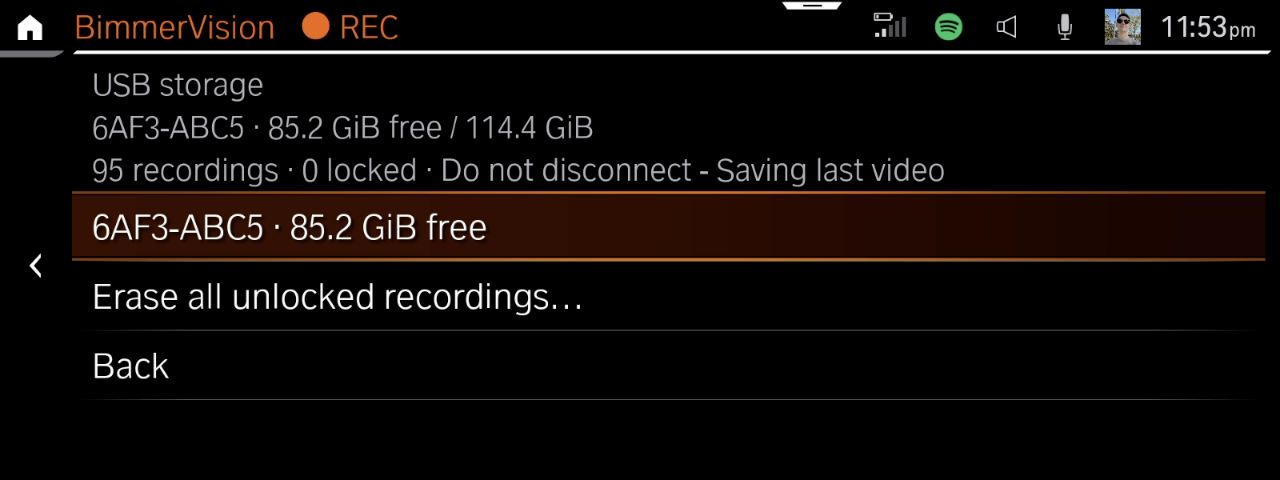 BimmerVision REC 11:53pm
USB storage
6AF3-ABC5 · 85.2 GiB free / 114.4 GiB
95 recordings · 0 locked · Do not disconnect - Saving last video
6AF3-ABC5 · 85.2 GiB free
Erase all unlocked recordings…
Back